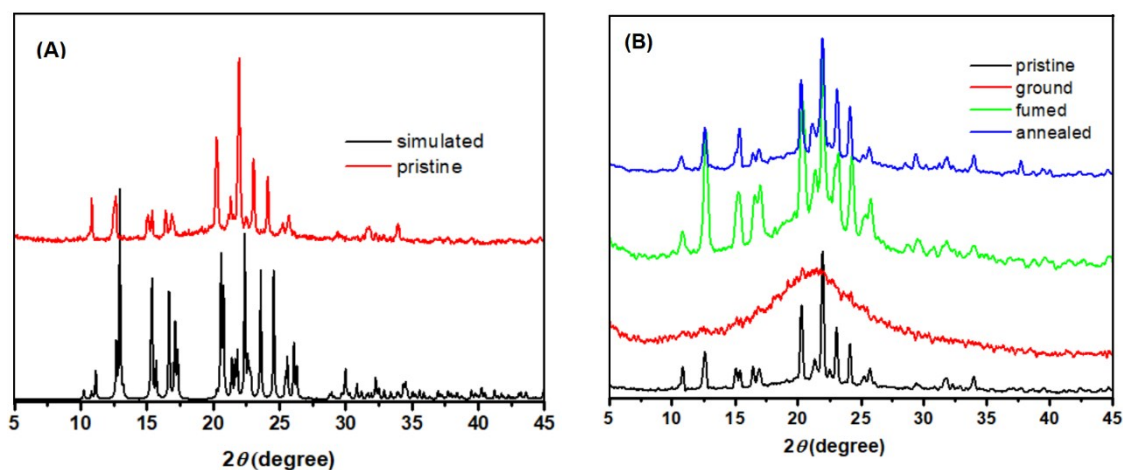 (A)
simulated
pristine
5 10 15 20 25 30 35 40 45
2θ(degree)
(B)
pristine
ground
fumed
annealed
5 10 15 20 25 30 35 40 45
2θ(degree)